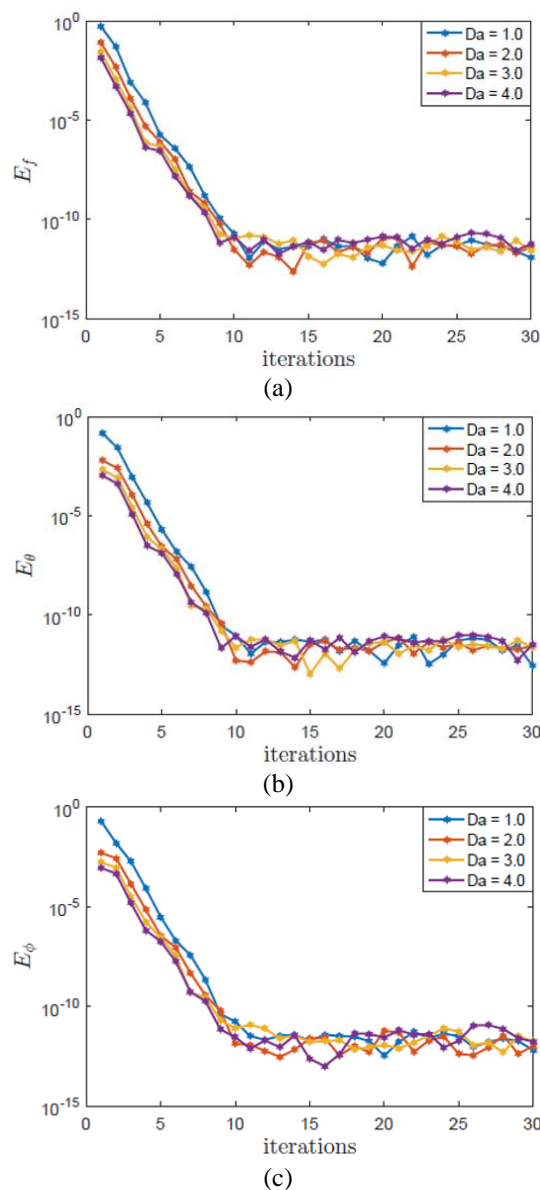 10^0
10^-5
10^-10
10^-15
E_f
0 5 10 15 20 25 30
iterations
Da = 1.0
Da = 2.0
Da = 3.0
Da = 4.0
(a)
10^0
10^-5
10^-10
10^-15
E_θ
0 5 10 15 20 25 30
iterations
Da = 1.0
Da = 2.0
Da = 3.0
Da = 4.0
(b)
10^0
10^-5
10^-10
10^-15
E_ϕ
0 5 10 15 20 25 30
iterations
Da = 1.0
Da = 2.0
Da = 3.0
Da = 4.0
(c)